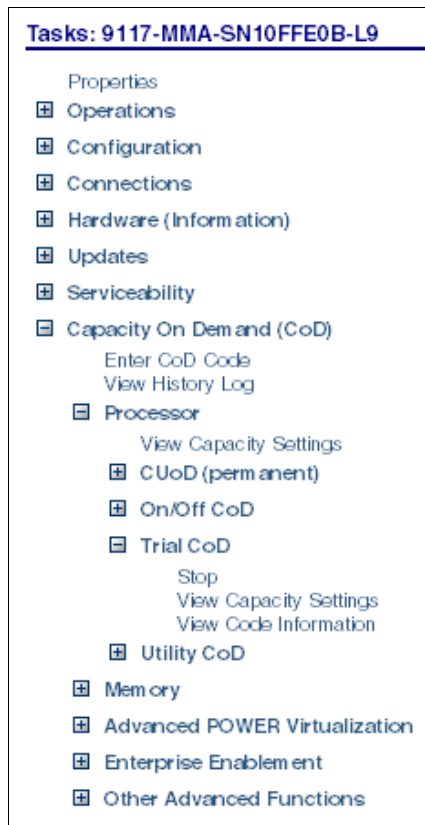 Tasks: 9117-MMA-SN10FFE0B-L9
Properties
Operations
Configuration
Connections
Hardware (Information)
Updates
Serviceability
Capacity On Demand (CoD)
Enter CoD Code
View History Log
Processor
View Capacity Settings
CUoD (permanent)
On/Off CoD
Trial CoD
Stop
View Capacity Settings
View Code Information
Utility CoD
Memory
Advanced POWER Virtualization
Enterprise Enablement
Other Advanced Functions